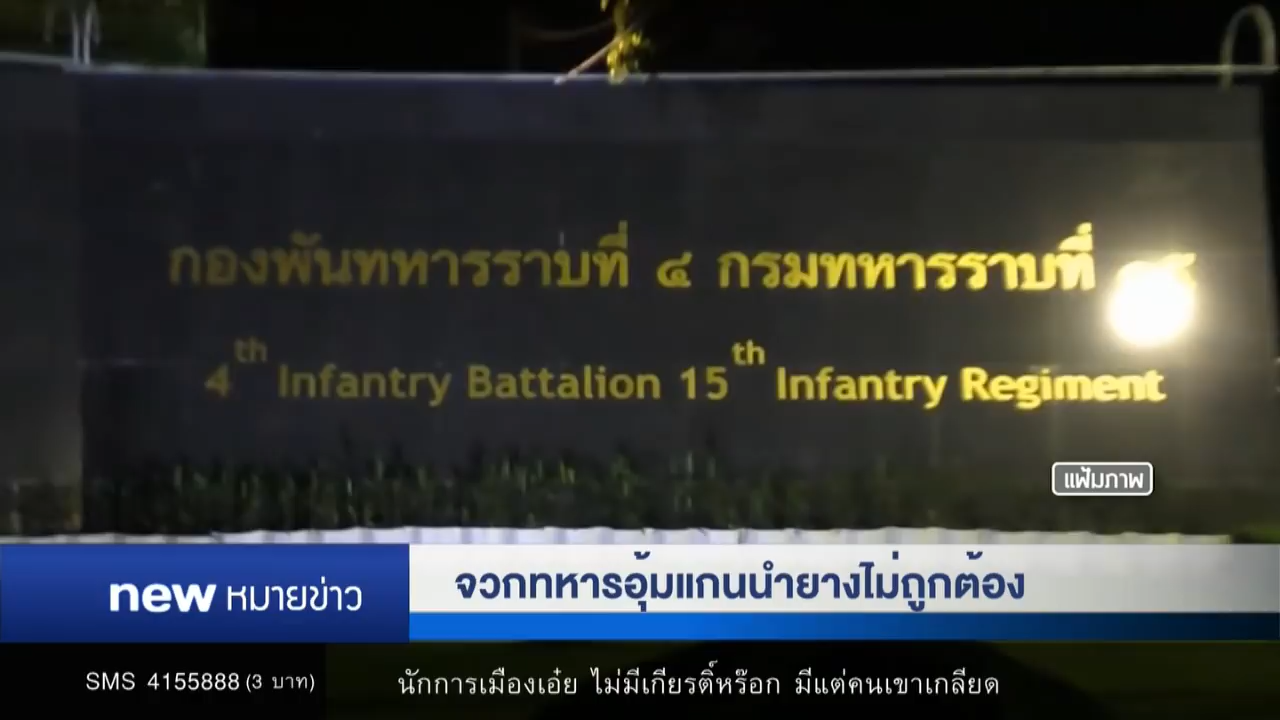 กองพันทหารราบที่ ๔ กรมทหารราบที่
4th Infantry Battalion 15th Infantry Regiment
แฟ้มภาพ
new หมายข่าว
จวกทหารอุ้มแกนนำยางไม่ถูกต้อง
SMS 4155888 (3 บาท)
นักการเมืองเอ๋ย ไม่มีเกียรติ์หร๊อก มีแต่คนเขาเกลียด